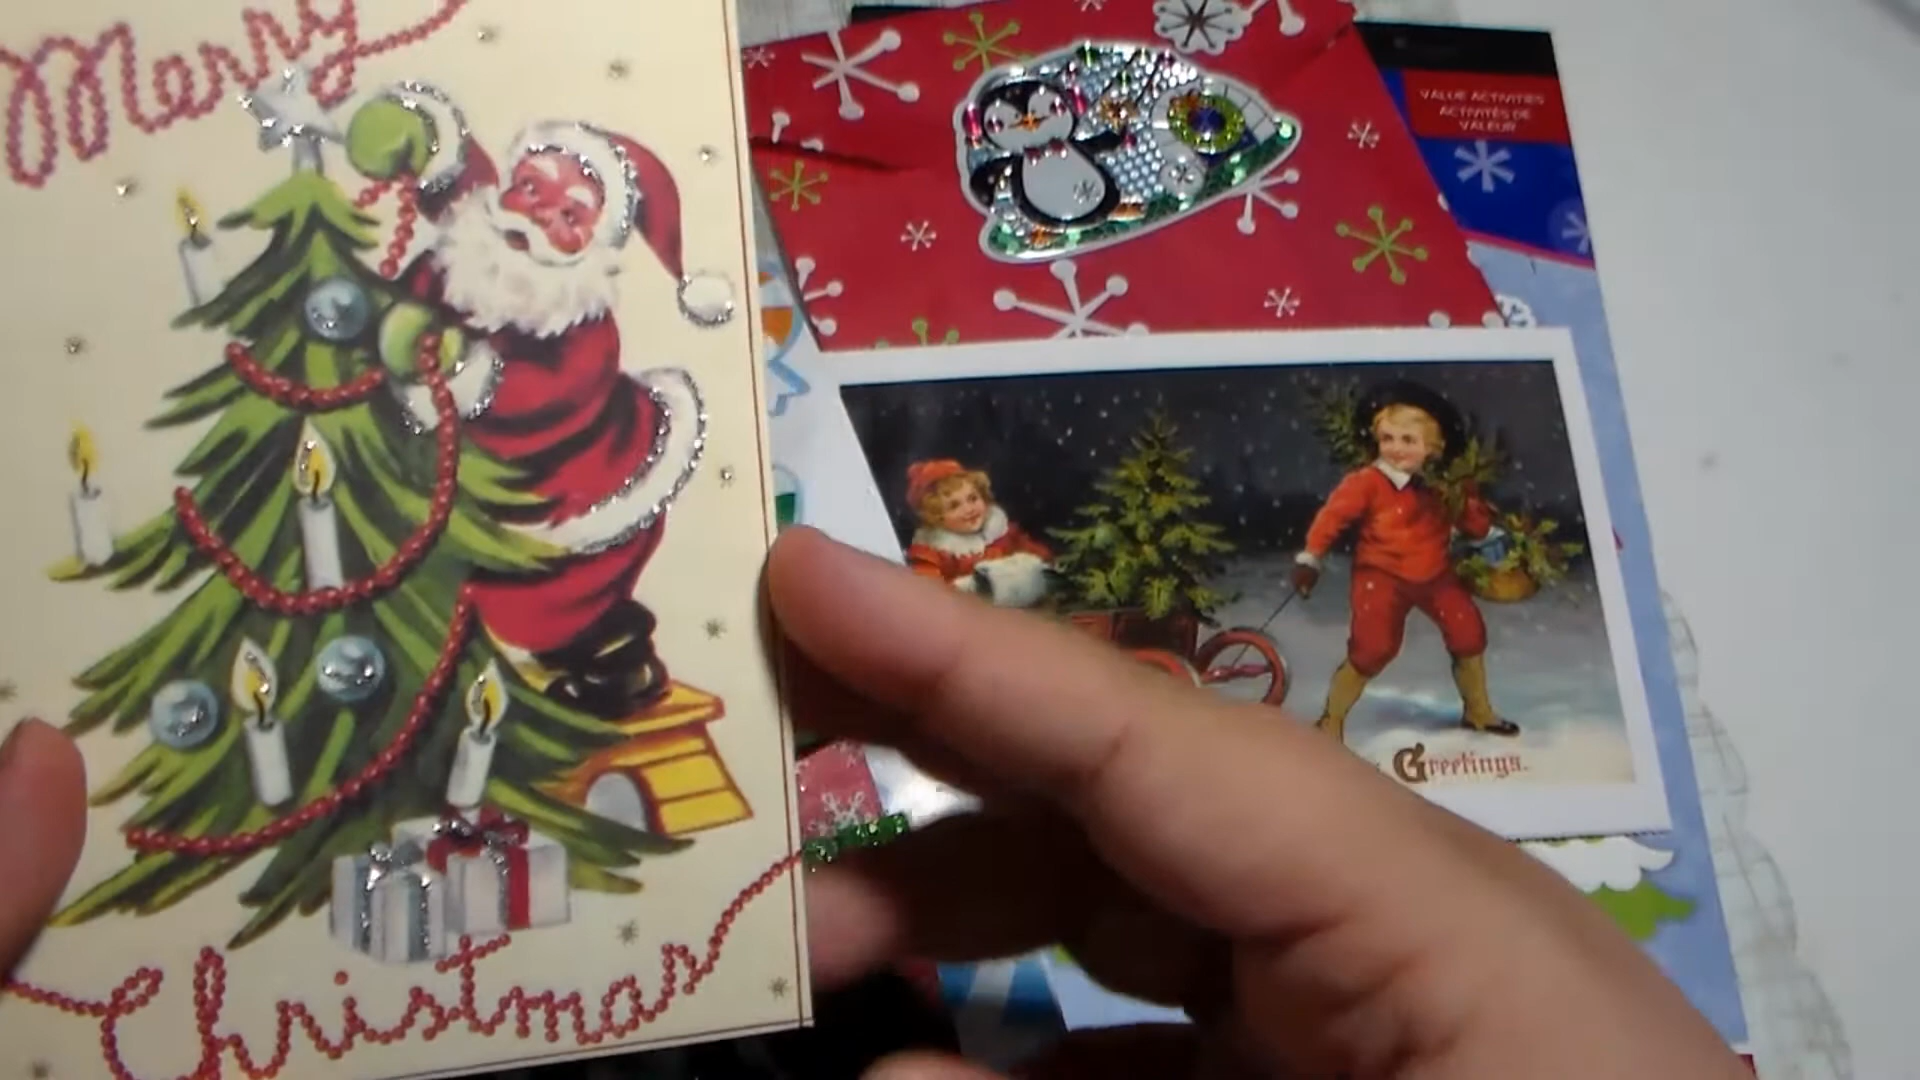 Merry
Christmas
VALUE ACTIVITIES
ACTIVITÉS DE
VALEUR
Greetings.